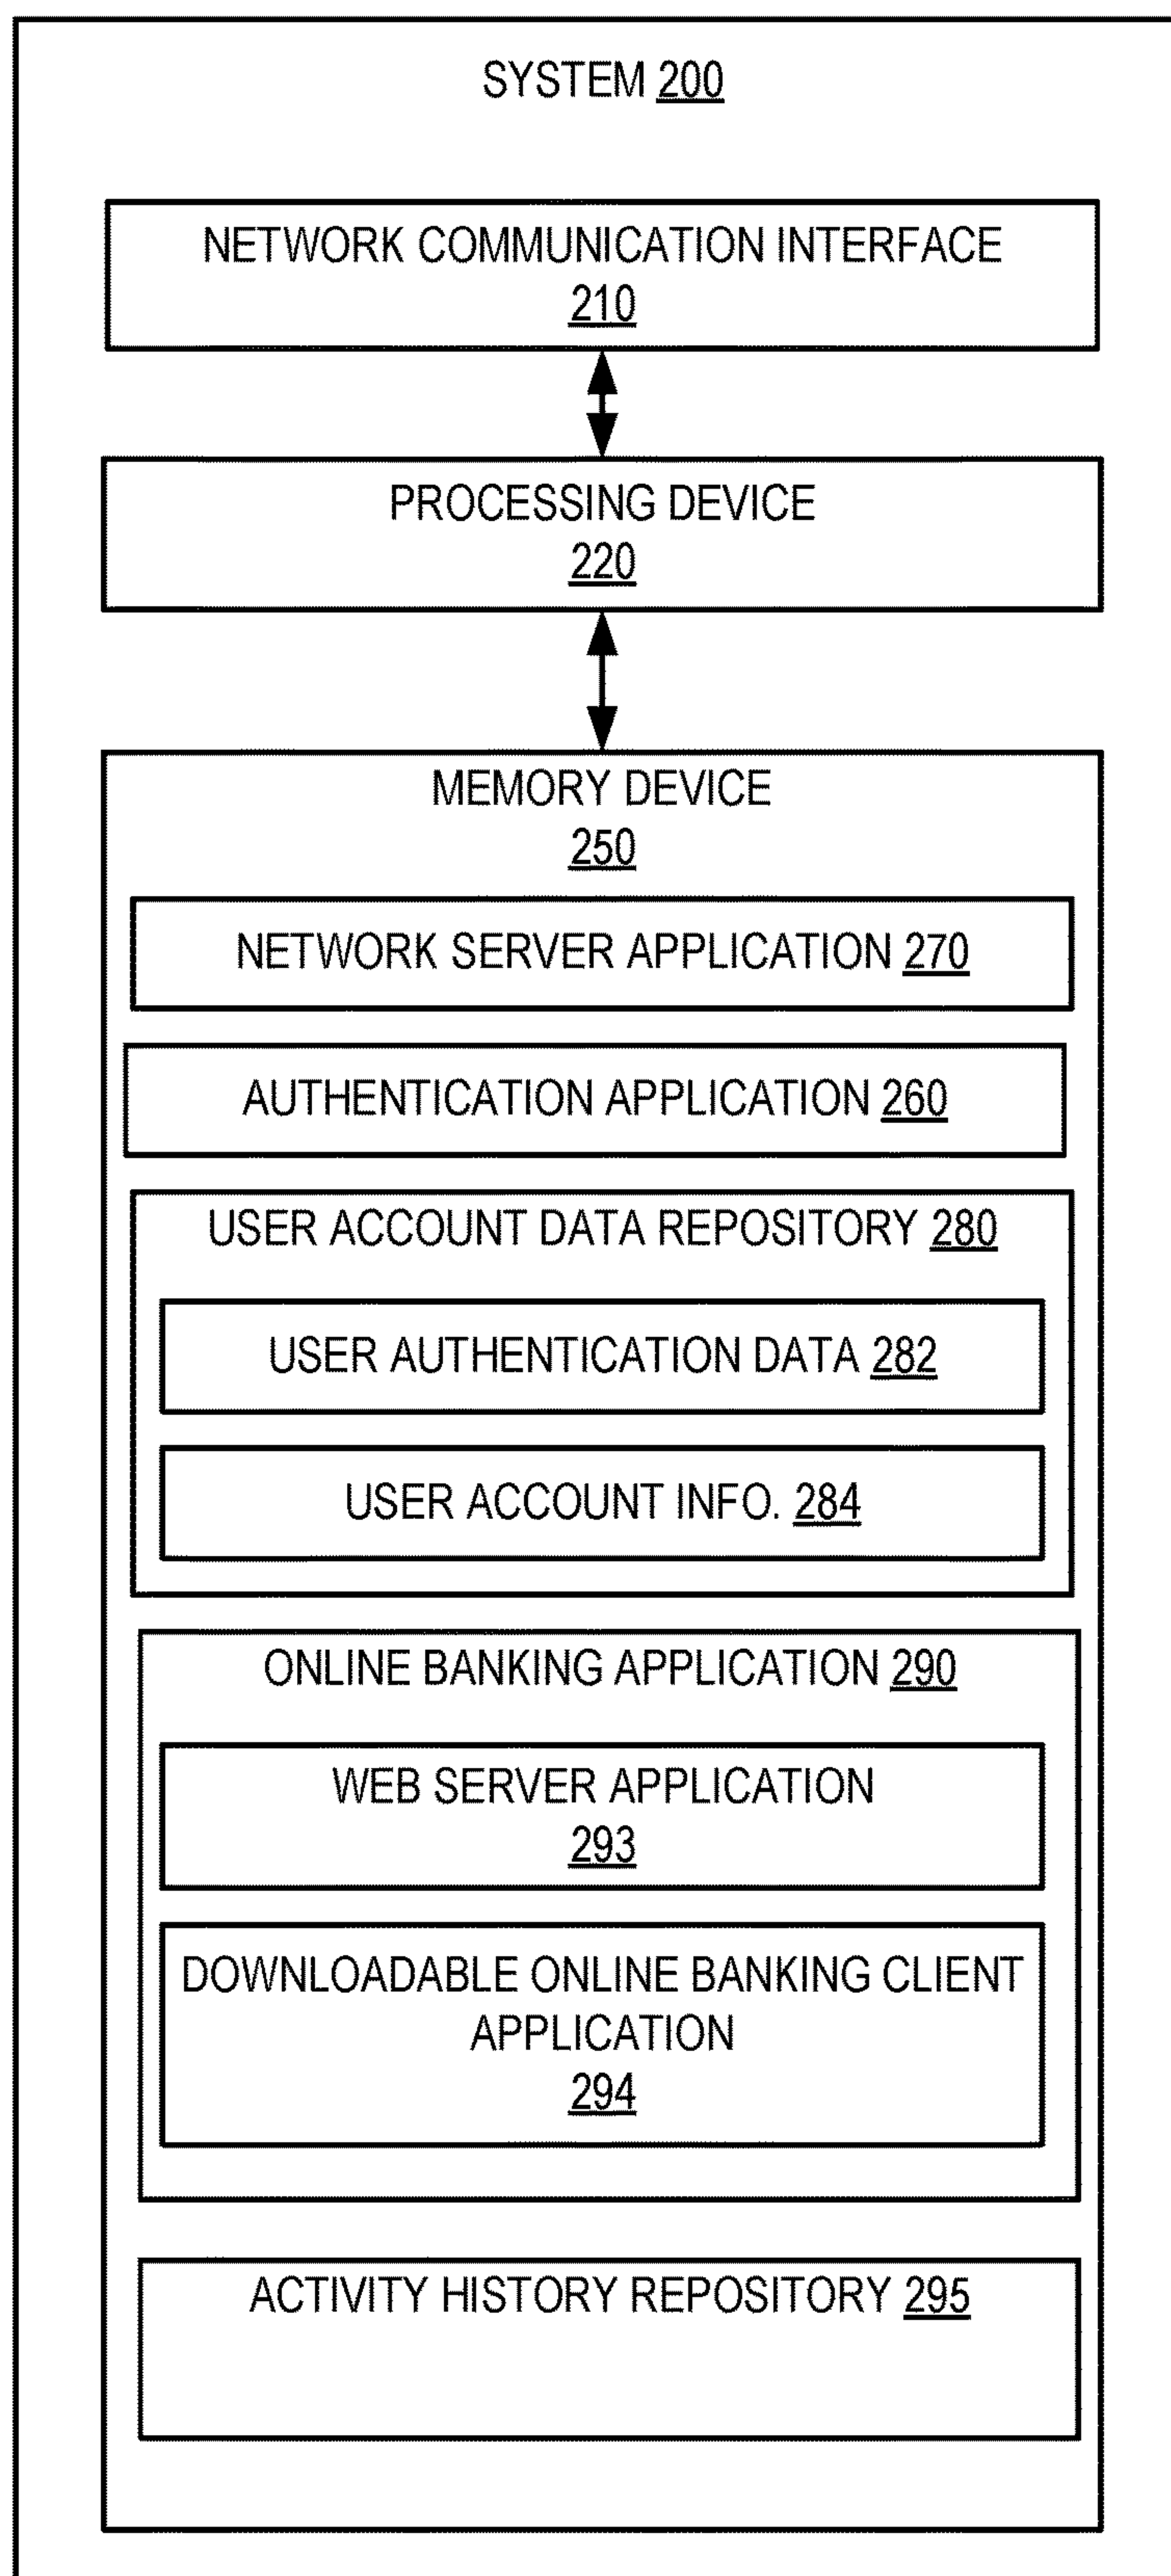 SYSTEM 200
NETWORK COMMUNICATION INTERFACE
210
PROCESSING DEVICE
220
MEMORY DEVICE
250
NETWORK SERVER APPLICATION 270
AUTHENTICATION APPLICATION 260
USER ACCOUNT DATA REPOSITORY 280
USER AUTHENTICATION DATA 282
USER ACCOUNT INFO. 284
ONLINE BANKING APPLICATION 290
WEB SERVER APPLICATION
293
DOWNLOADABLE ONLINE BANKING CLIENT
APPLICATION
294
ACTIVITY HISTORY REPOSITORY 295